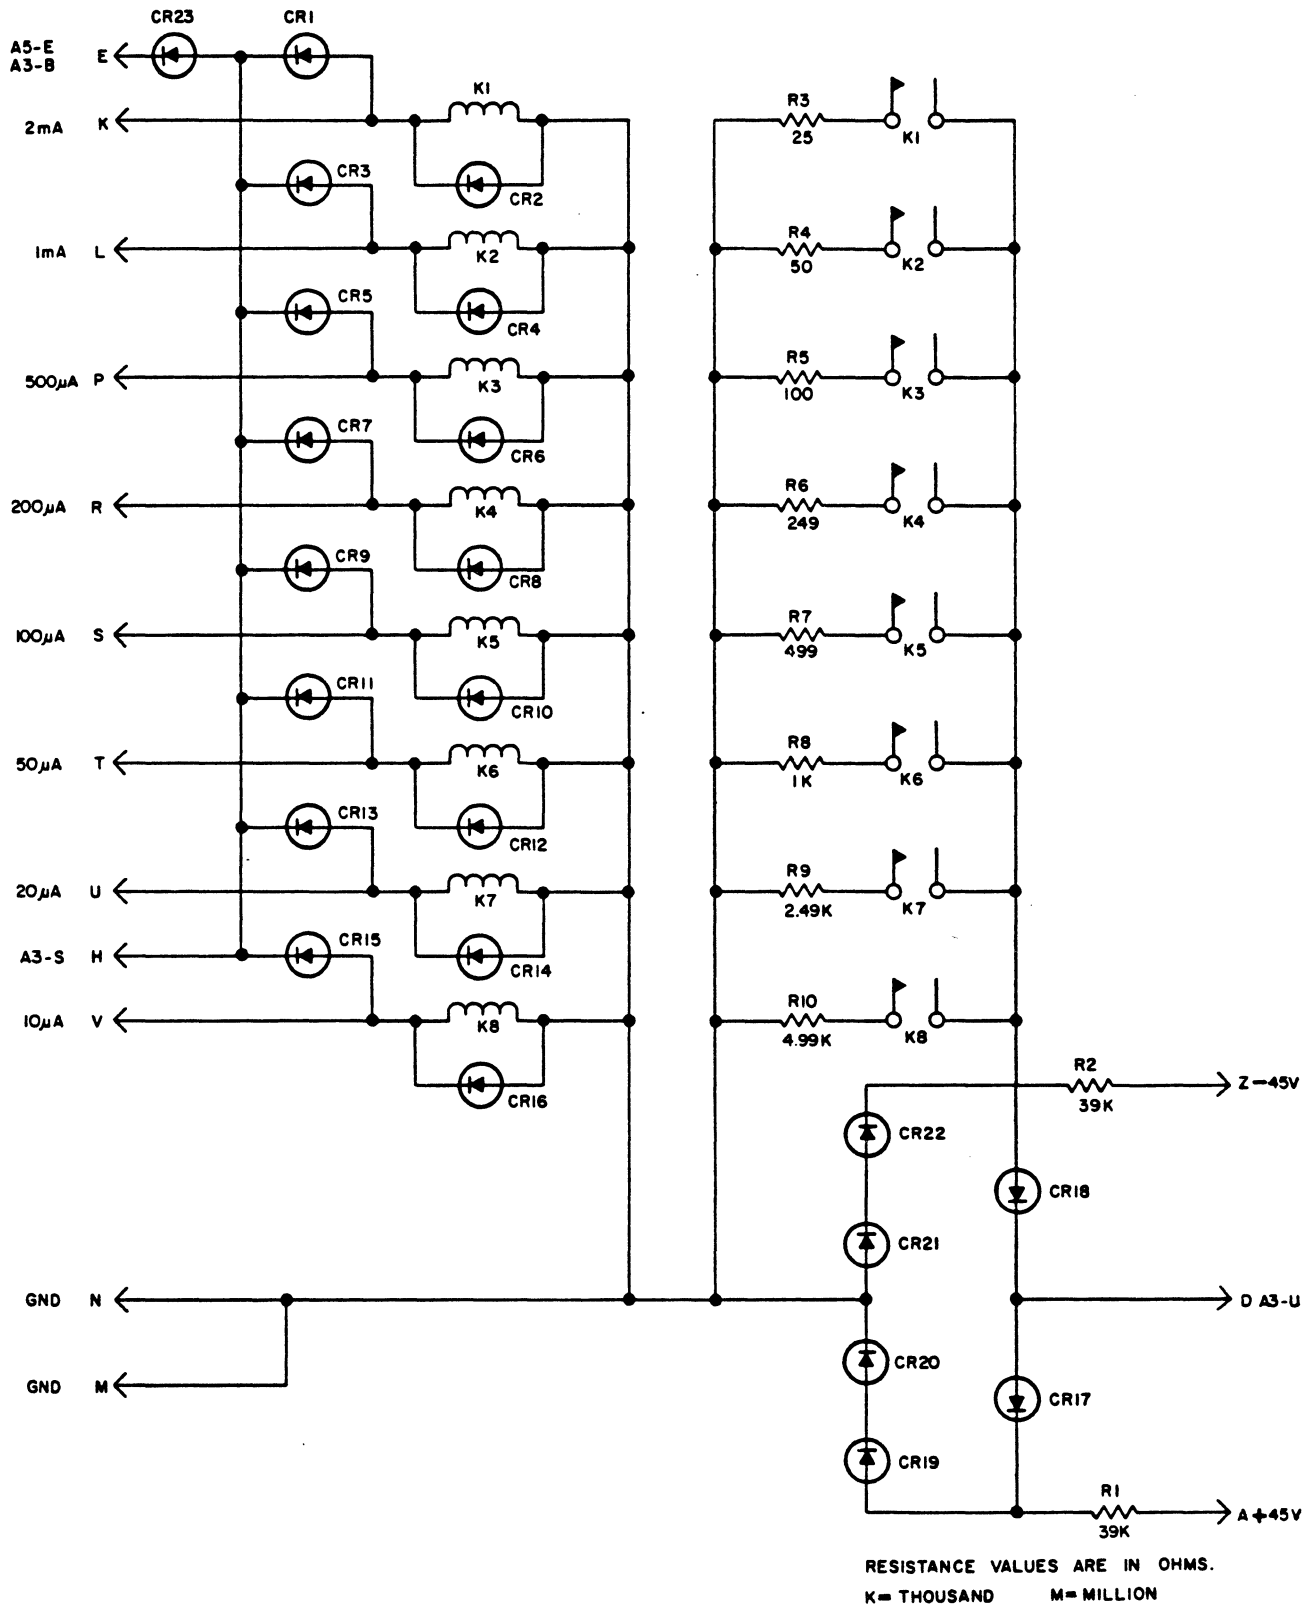 CR23
CR1
A5-E
A3-B
E
K1
2mA
K
R3
25
K1
CR3
CR2
1mA
L
K2
R4
50
K2
CR5
CR4
500µA
P
K3
R5
100
K3
CR7
CR6
200µA
R
K4
R6
249
K4
CR9
CR8
100µA
S
K5
R7
499
K5
CR11
CR10
50µA
T
K6
R8
1K
K6
CR13
CR12
20µA
U
K7
R9
2.49K
K7
CR15
A3-S
H
CR14
10µA
V
K8
R10
4.99K
K8
CR16
R2
39K
Z-45V
CR22
CR18
CR21
GND
N
D A3-U
CR20
GND
M
CR17
CR19
R1
39K
A+45V
RESISTANCE VALUES ARE IN OHMS.
K= THOUSAND M= MILLION